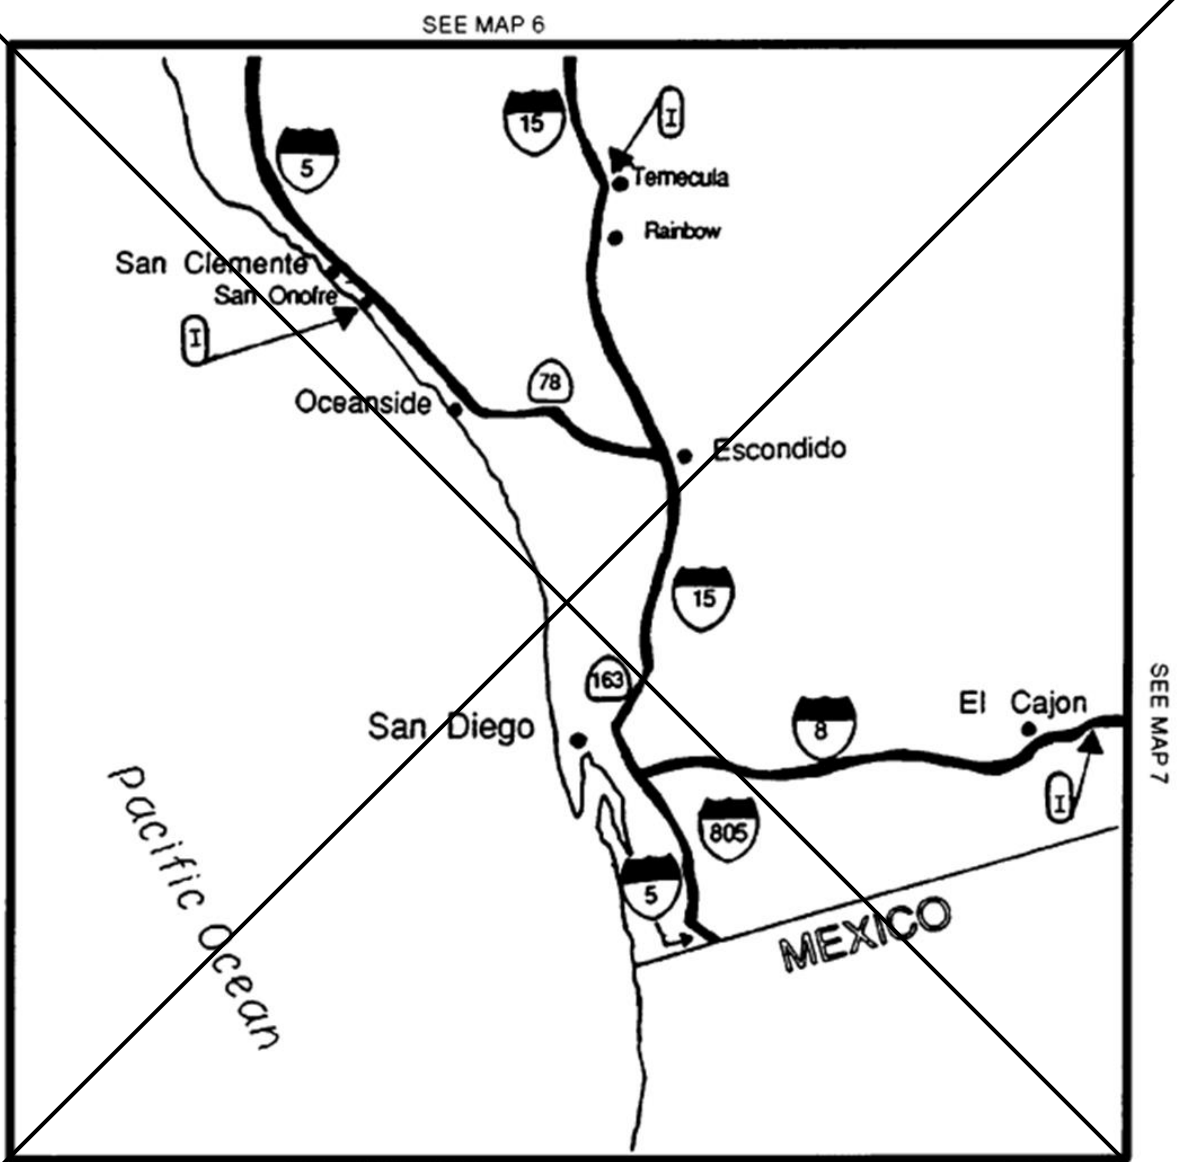 SEE MAP 6
15
I
5
Temecula
Rainbow
San Clemente
San Onofre
I
78
Oceanside
Escondido
15
163
SEE MAP 7
El Cajon
San Diego
8
I
Pacific Ocean
805
5
MEXICO